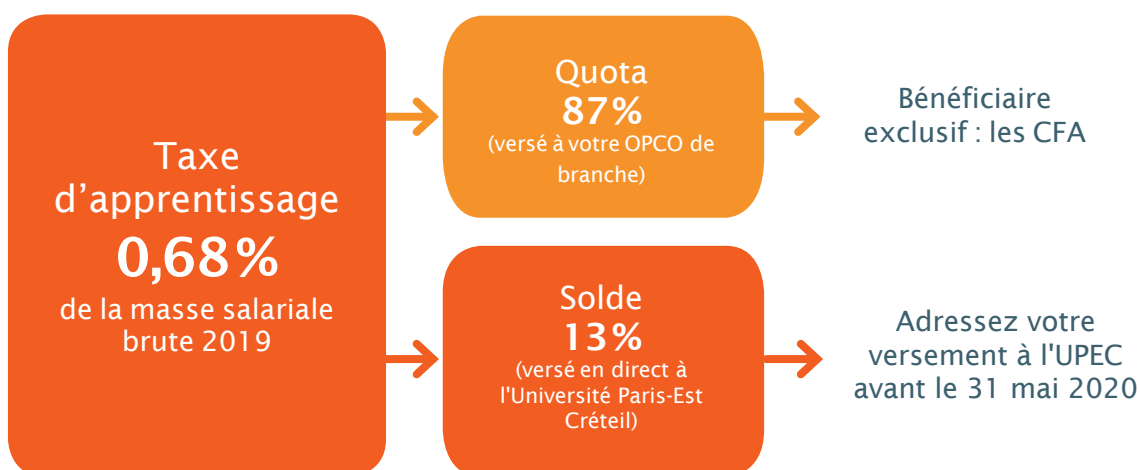 Taxe
d’apprentissage
0,68%
de la masse salariale
brute 2019
Quota
87%
(versé à votre OPCO de
branche)
Bénéficiaire
exclusif : les CFA
Solde
13%
(versé en direct à
l'Université Paris-Est
Créteil)
Adressez votre
versement à l'UPEC
avant le 31 mai 2020